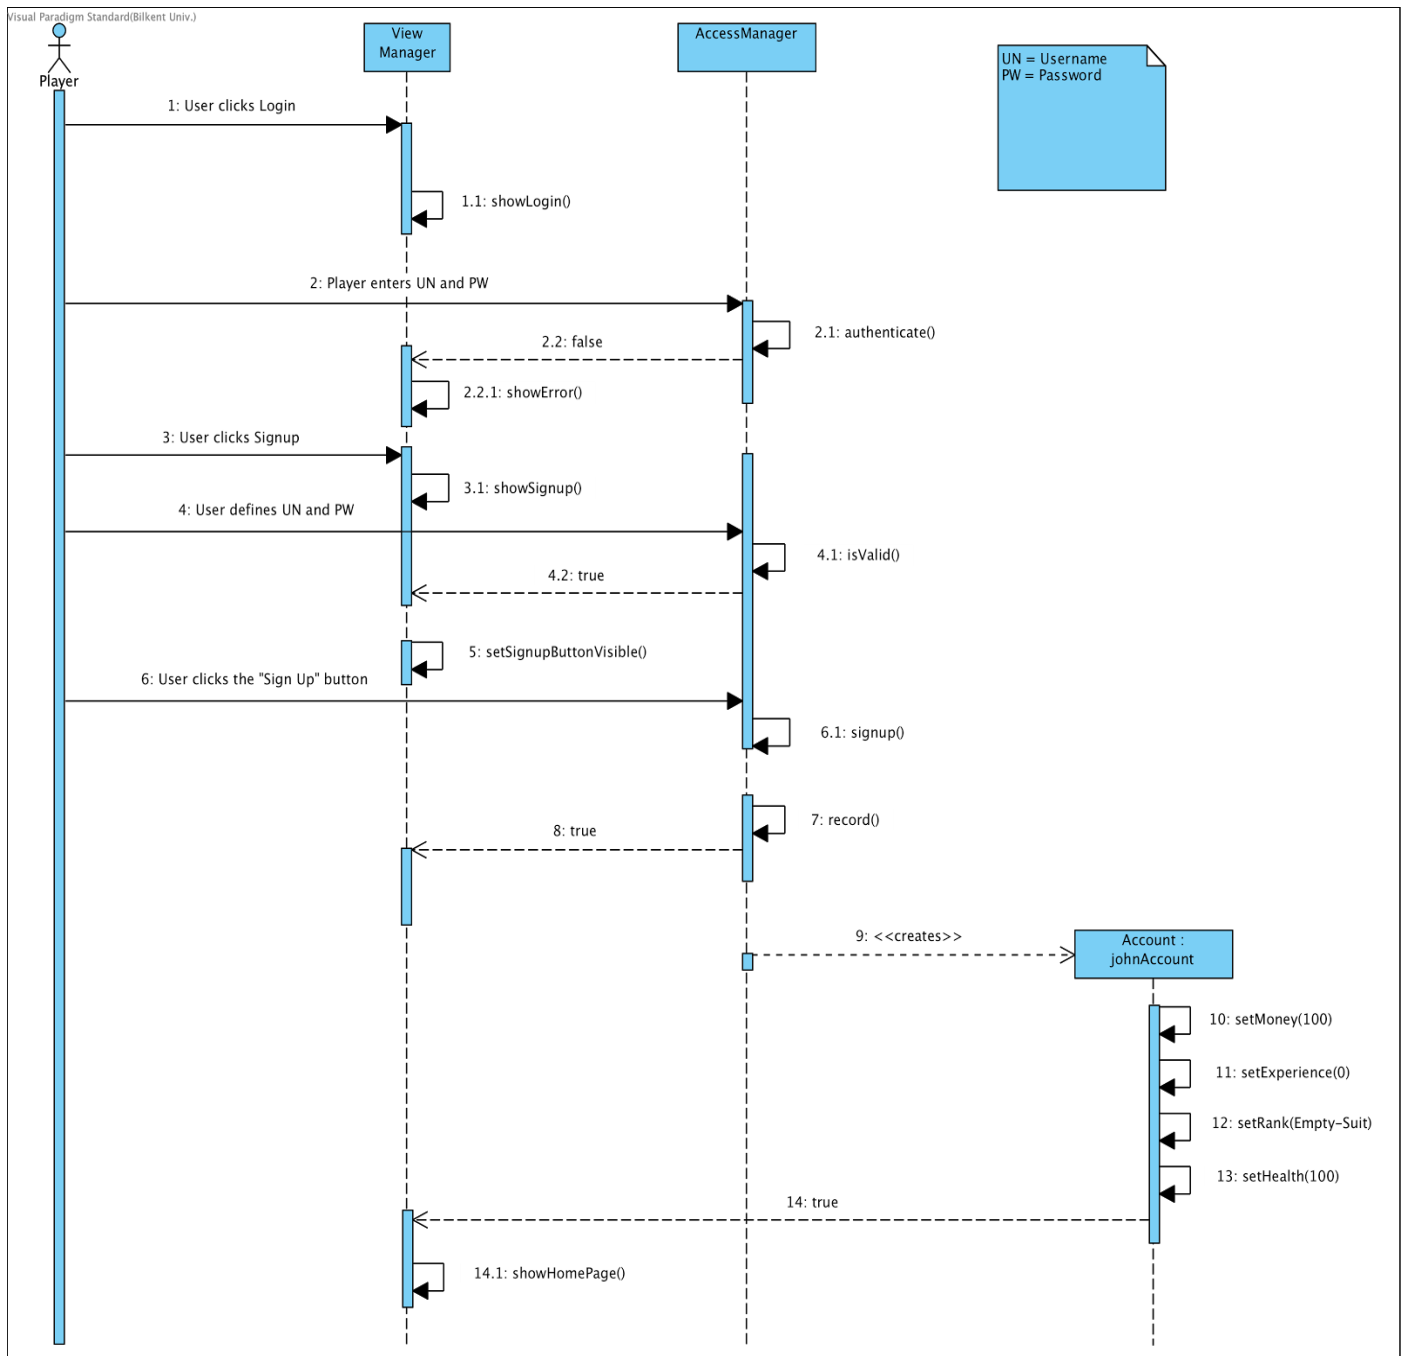 Visual Paradigm Standard(Bilkent Univ.)
Player
View
Manager
AccessManager
UN = Username
PW = Password
1: User clicks Login
1.1: showLogin()
2: Player enters UN and PW
2.1: authenticate()
2.2: false
2.2.1: showError()
3: User clicks Signup
3.1: showSignup()
4: User defines UN and PW
4.1: isValid()
4.2: true
5: setSignupButtonVisible()
6: User clicks the "Sign Up" button
6.1: signup()
7: record()
8: true
9: <<creates>>
Account :
johnAccount
10: setMoney(100)
11: setExperience(0)
12: setRank(Empty-Suit)
13: setHealth(100)
14: true
14.1: showHomePage()